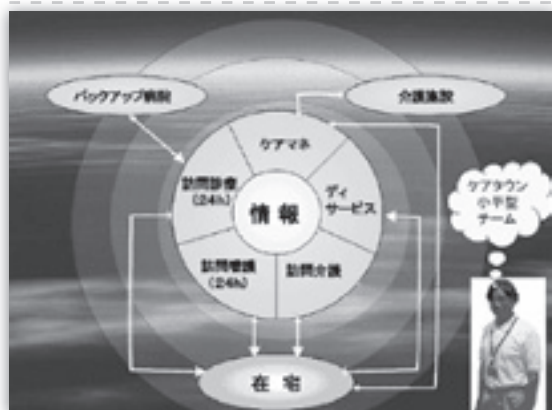 バックアップ病院
介護施設
ケアマネ
訪問診療
(24h)
ディ
サービス
情報
訪問看護
(24h)
訪問介護
在宅
ケアタウン
小平型
チーム